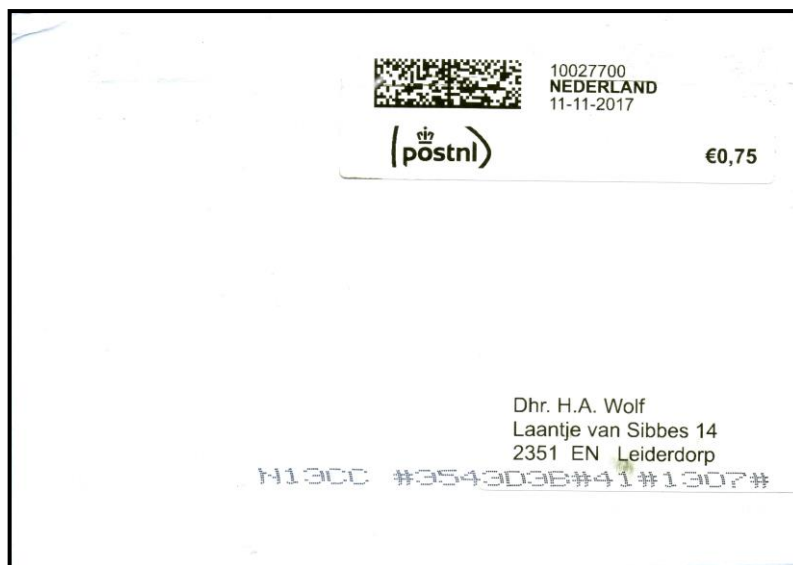 10027700
NEDERLAND
11-11-2017
postnl
€0,75
Dhr. H.A. Wolf
Laantje van Sibbes 14
2351 EN Leiderdorp
N13CC #3543D3B#41#13D7#